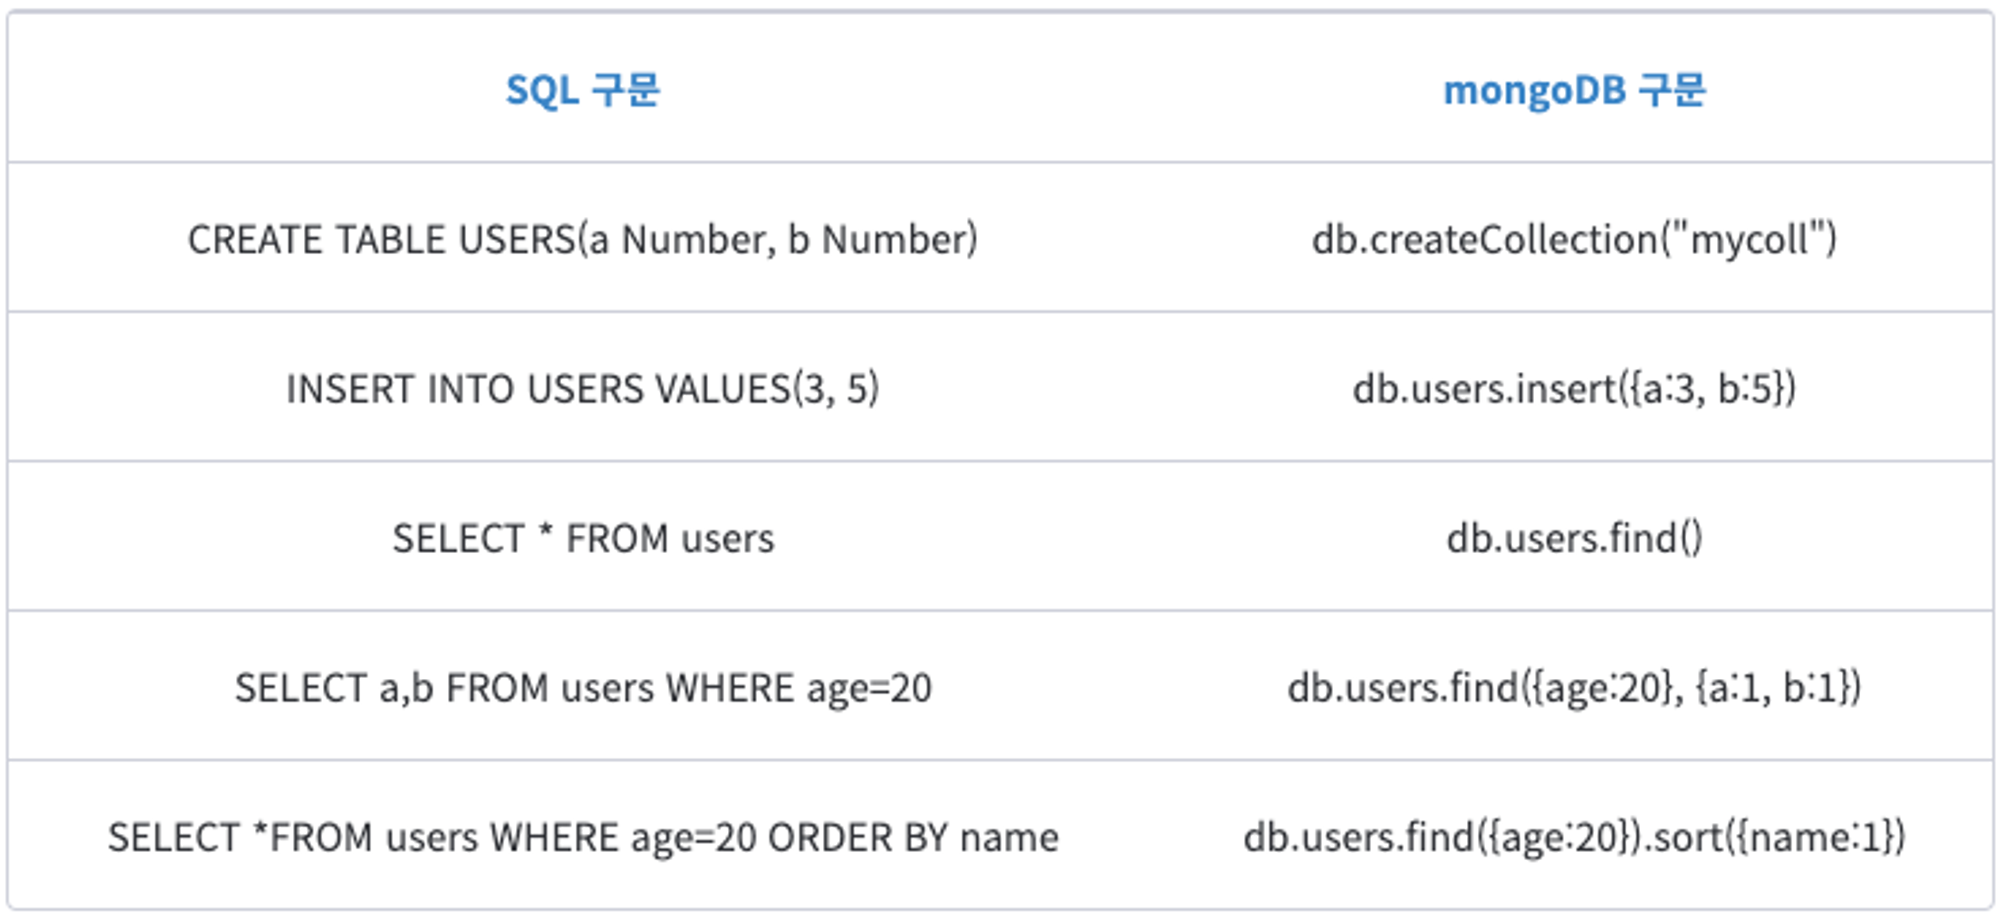 SQL 구문 mongoDB 구문
CREATE TABLE USERS(a Number, b Number) db.createCollection("mycoll")
INSERT INTO USERS VALUES(3, 5) db.users.insert({a:3, b:5})
SELECT * FROM users db.users.find()
SELECT a,b FROM users WHERE age=20 db.users.find({age:20}, {a:1, b:1})
SELECT *FROM users WHERE age=20 ORDER BY name db.users.find({age:20}).sort({name:1})